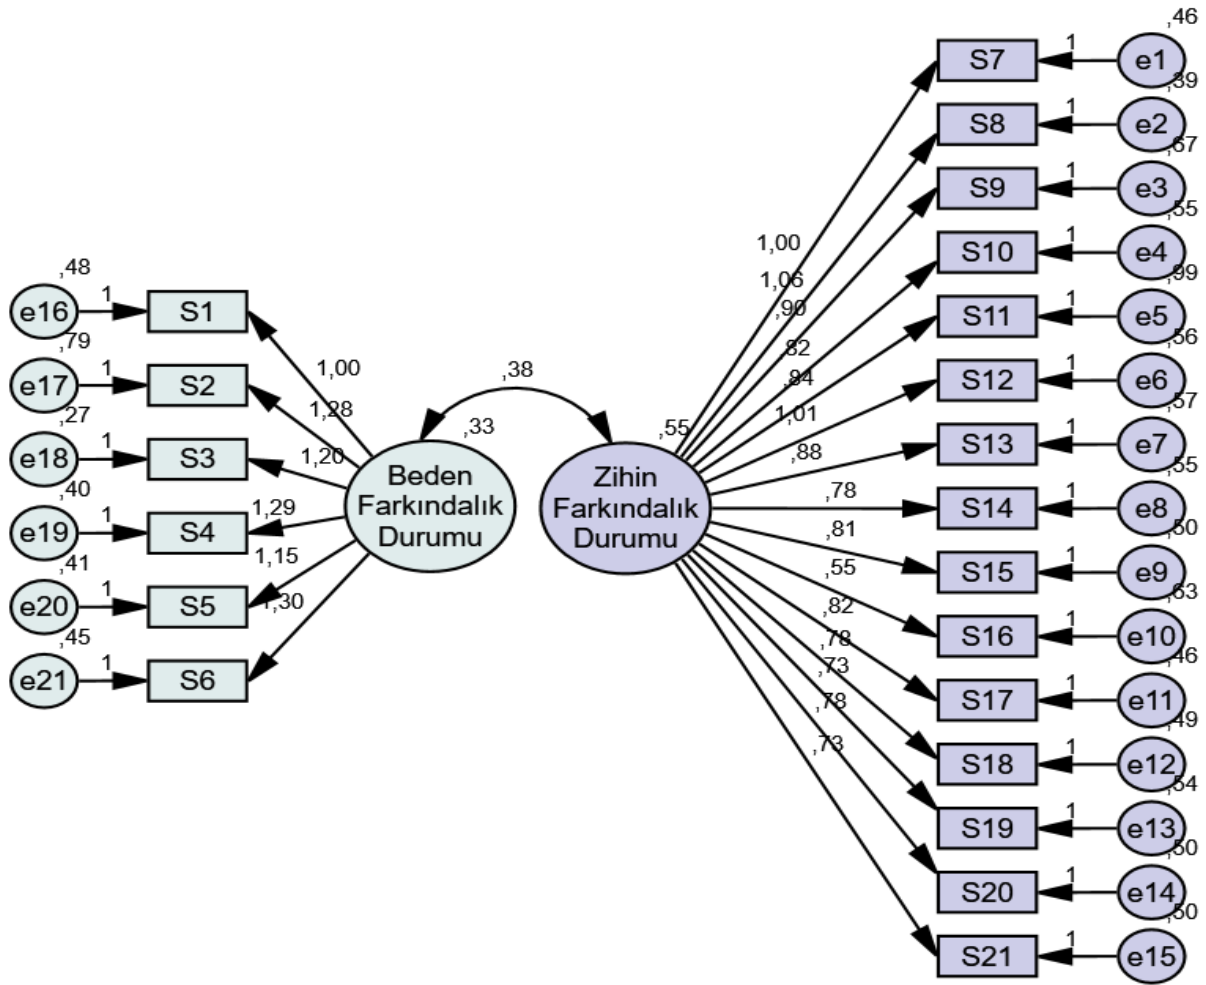 ,46
S7
1
e1
,39
S8
1
e2
,67
S9
1
e3
,55
S10
1
e4
,99
S11
1
e5
,56
S12
1
e6
,57
S13
1
e7
,55
S14
1
e8
,50
S15
1
e9
,63
S16
1
e10
,46
S17
1
e11
,49
S18
1
e12
,54
S19
1
e13
,50
S20
1
e14
,50
S21
1
e15
1,00
1,06
,90
,82
,84
1,01
,88
,78
,81
,55
,82
,78
,73
,78
,73
,55
Zihin
Farkındalık
Durumu
,38
,33
Beden
Farkındalık
Durumu
1,00
1,28
1,20
1,29
1,15
1,30
,48
e16
1
S1
,79
e17
1
S2
,27
e18
1
S3
,40
e19
1
S4
,41
e20
1
S5
,45
e21
1
S6